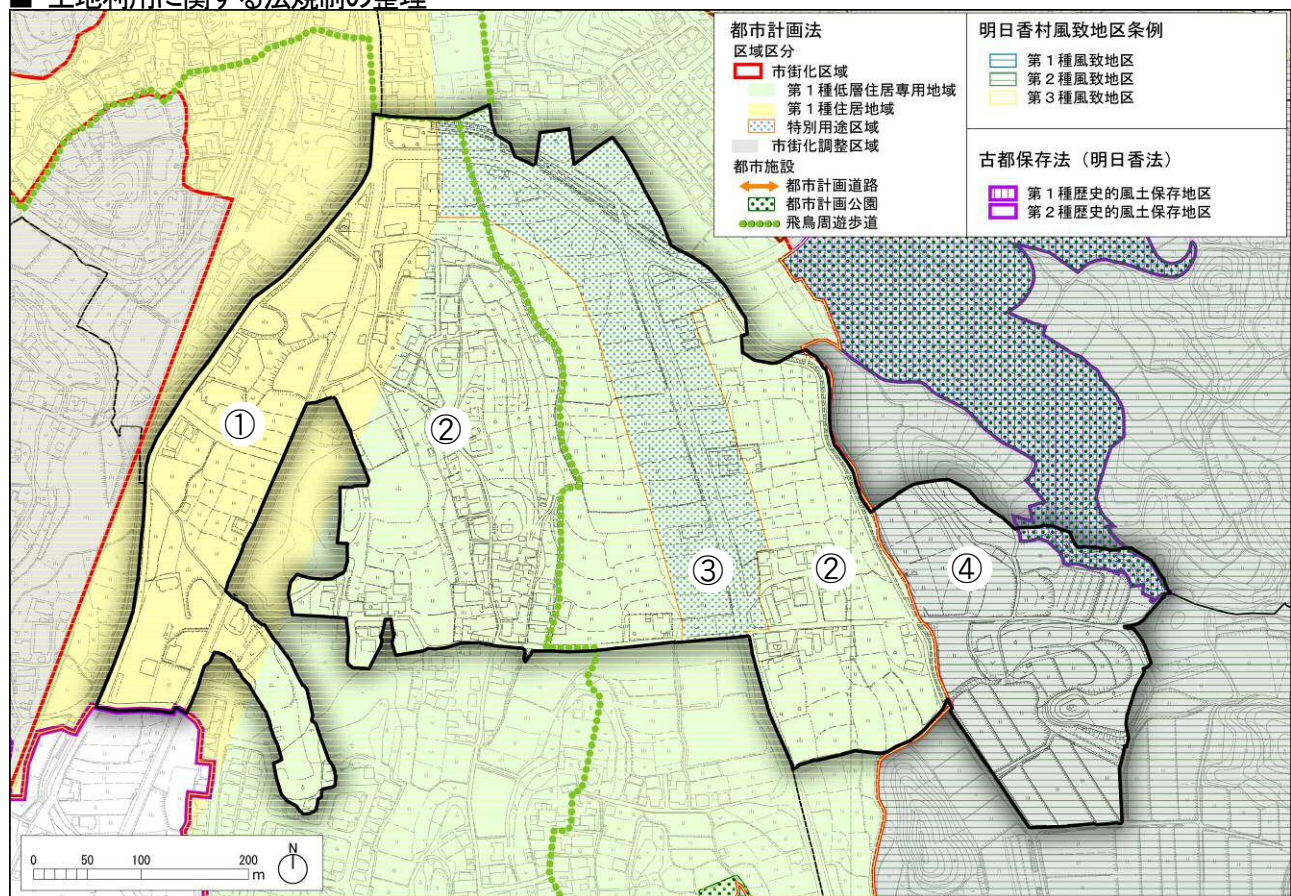 ■ 土地利用に関する法規制の整理
都市計画法
区域区分
市街化区域
第1種低層住居専用地域
第1種住居地域
特別用途区域
市街化調整区域
都市施設
都市計画道路
都市計画公園
飛鳥周遊歩道
明日香村風致地区条例
第1種風致地区
第2種風致地区
第3種風致地区
古都保存法（明日香法）
第1種歴史的風土保存地区
第2種歴史的風土保存地区
①
②
③
②
④
0 50 100 200
m
N